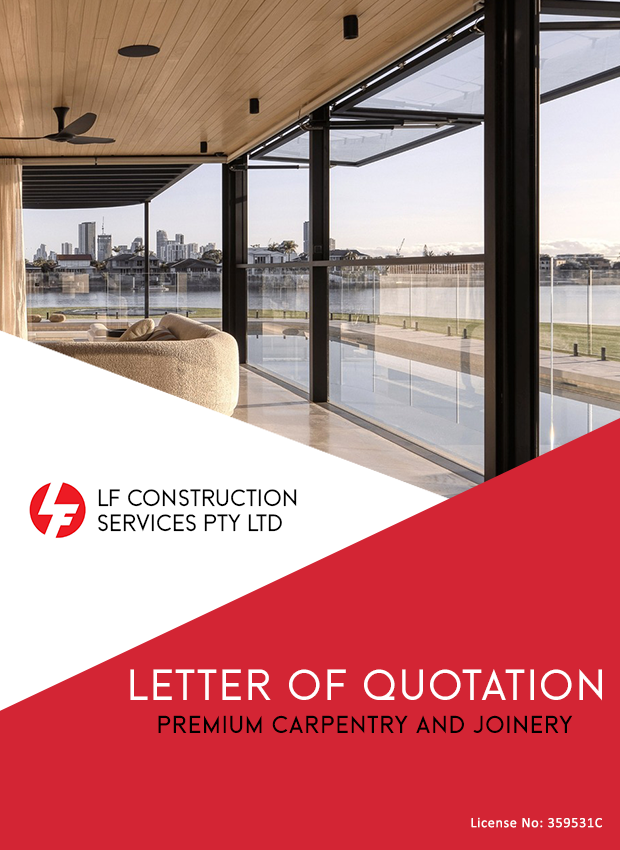 LF CONSTRUCTION
SERVICES PTY LTD
LETTER OF QUOTATION
PREMIUM CARPENTRY AND JOINERY
License No: 359531C